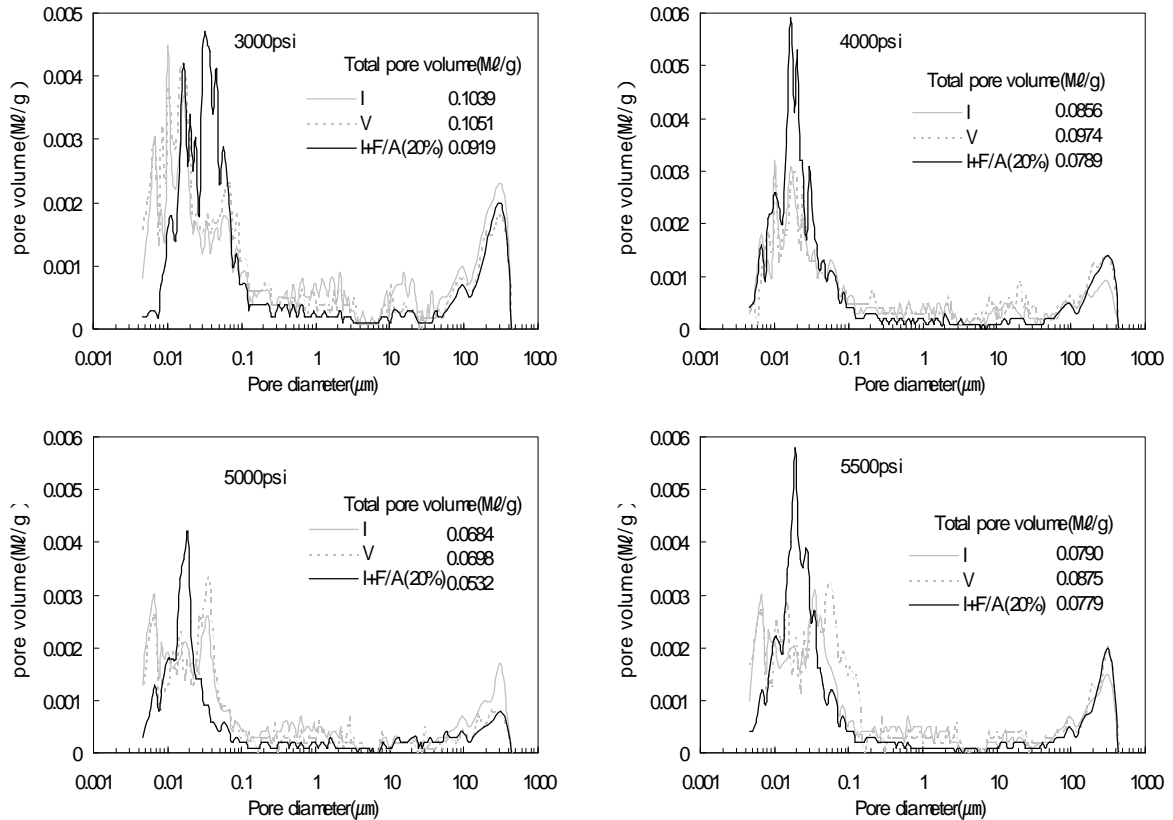 0.005
0.004
0.003
0.002
0.001
0
pore volume(Mℓ/g)
3000psi
Total pore volume(Mℓ/g)
I 0.1039
V 0.1051
I+F/A(20%) 0.0919
0.001 0.01 0.1 1 10 100 1000
Pore diameter(μm)
0.006
0.005
0.004
0.003
0.002
0.001
0
pore volume(Mℓ/g)
4000psi
Total pore volume(Mℓ/g)
I 0.0856
V 0.0974
I+F/A(20%) 0.0789
0.001 0.01 0.1 1 10 100 1000
Pore diameter(μm)
0.006
0.005
0.004
0.003
0.002
0.001
0
pore volume(Mℓ/g)
5000psi
Total pore volume(Mℓ/g)
I 0.0684
V 0.0698
I+F/A(20%) 0.0532
0.001 0.01 0.1 1 10 100 1000
Pore diameter(μm)
0.006
0.005
0.004
0.003
0.002
0.001
0
pore volume(Mℓ/g)
5500psi
Total pore volume(Mℓ/g)
I 0.0790
V 0.0875
I+F/A(20%) 0.0779
0.001 0.01 0.1 1 10 100 1000
Pore diameter(μm)